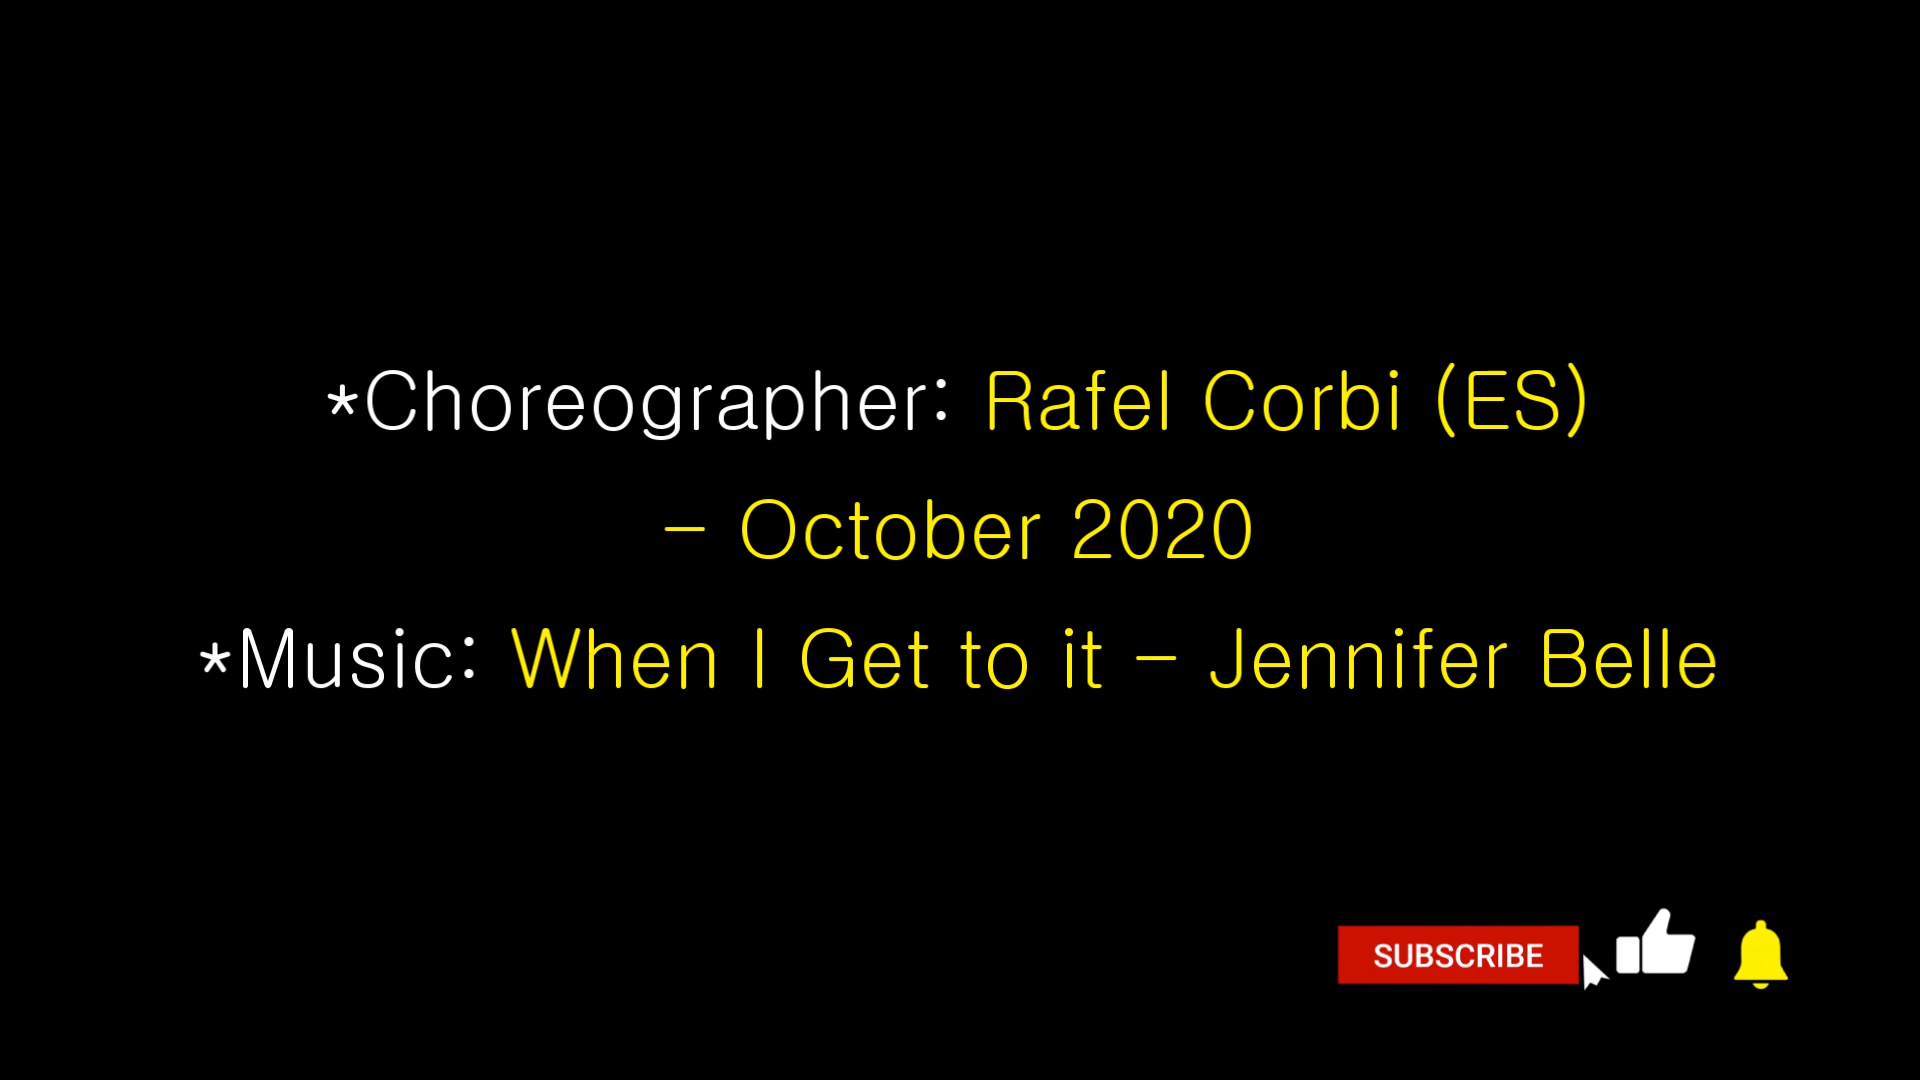 *Choreographer: Rafel Corbi (ES)
- October 2020
*Music: When I Get to it - Jennifer Belle
SUBSCRIBE